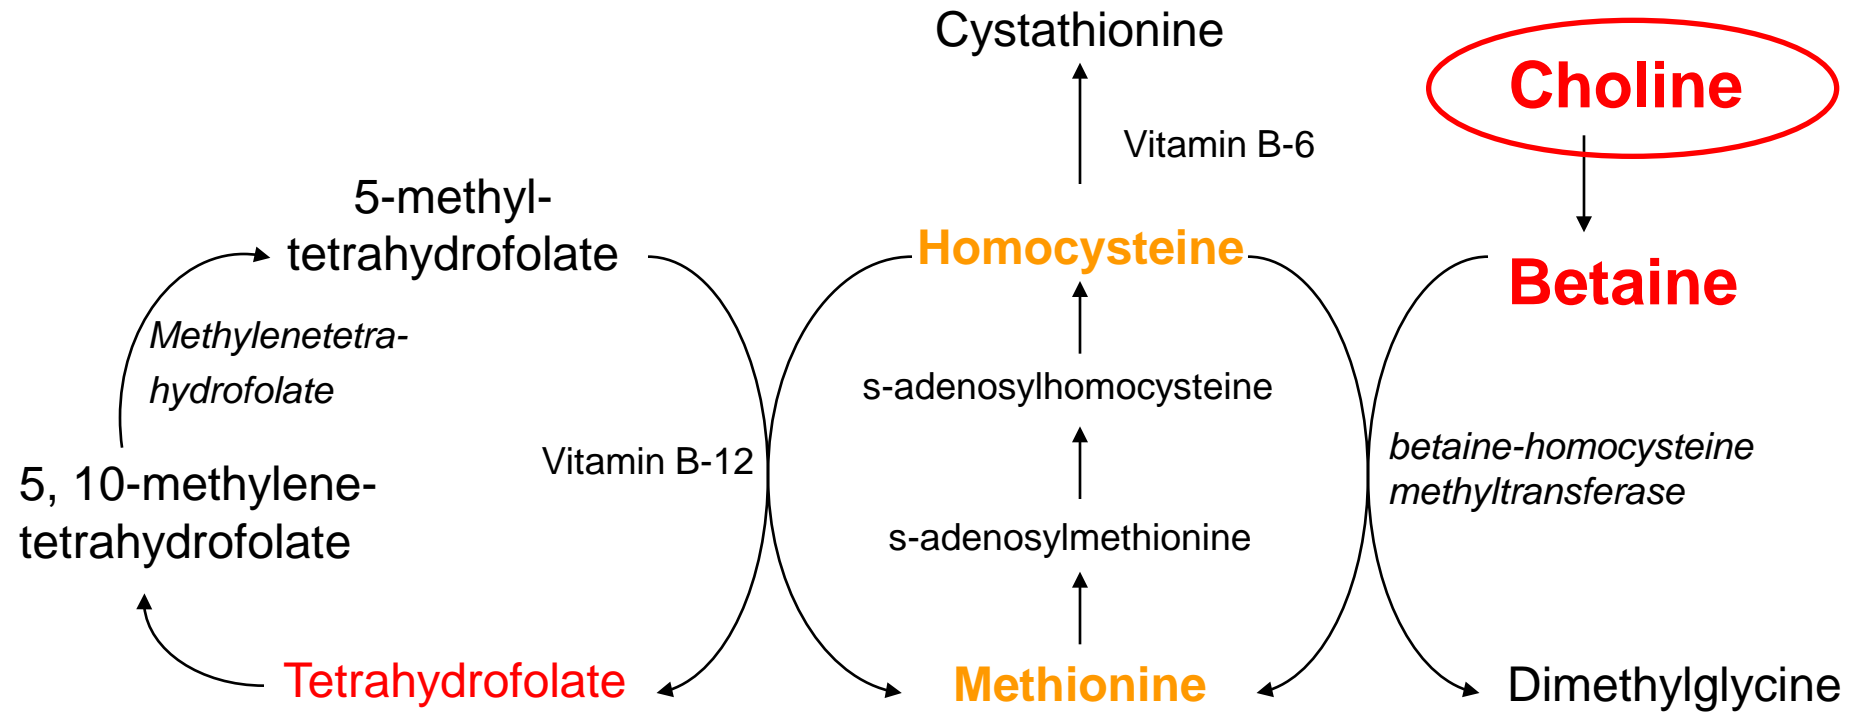 Cystathionine
Choline
Vitamin B-6
5-methyl-
tetrahydrofolate
Homocysteine
Betaine
Methylenetetra-
hydrofolate
s-adenosylhomocysteine
Vitamin B-12
betaine-homocysteine
methyltransferase
5, 10-methylene-
tetrahydrofolate
s-adenosylmethionine
Tetrahydrofolate
Methionine
Dimethylglycine